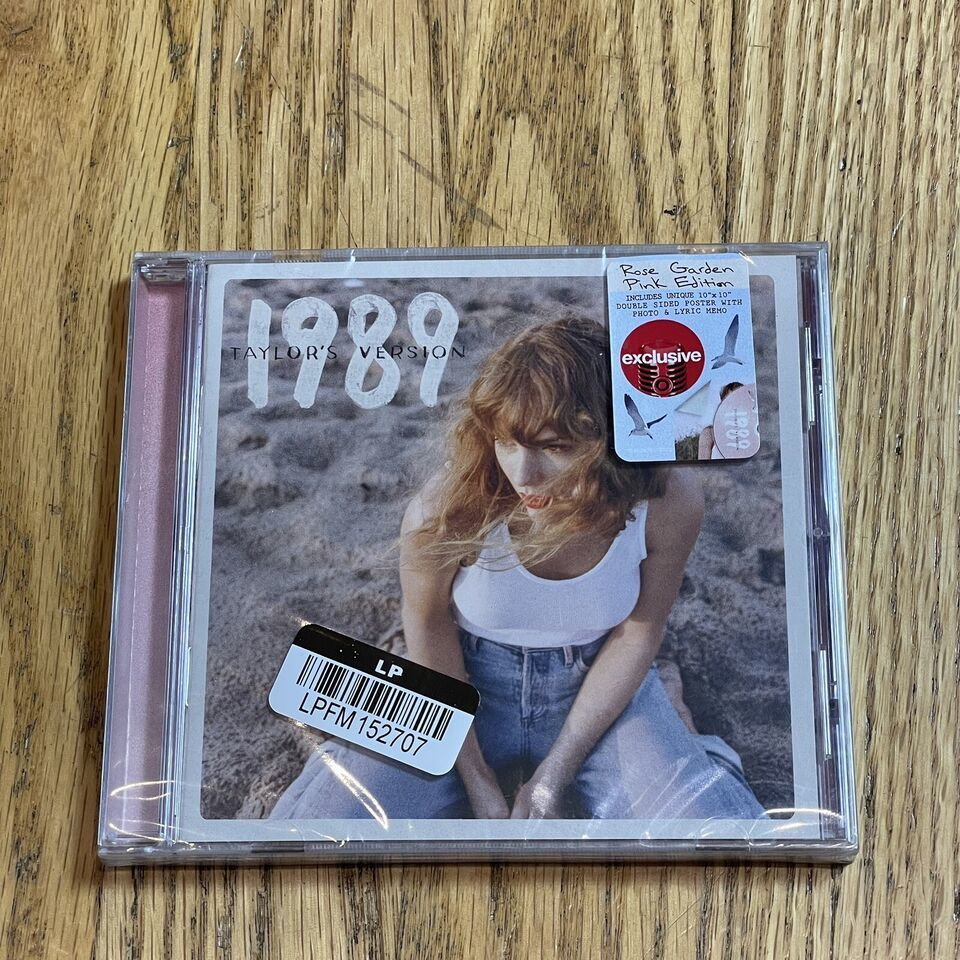 1989
TAYLOR'S VERSION
Rose Garden
Pink Edition
INCLUDES UNIQUE 10"x10"
DOUBLE SIDED POSTER WITH
PHOTO & LYRIC MEMO
exclusive
1989
LP
LPFM152707